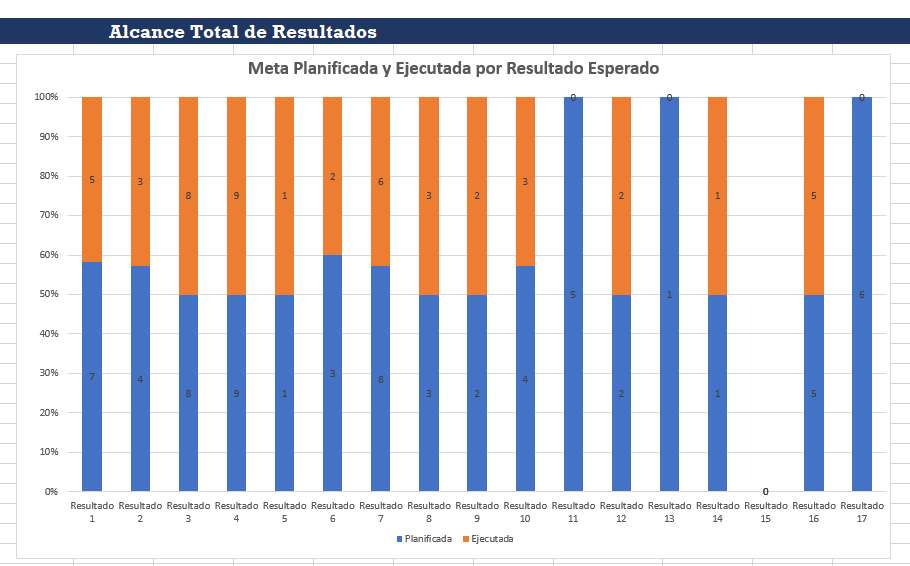 Alcance Total de Resultados
Meta Planificada y Ejecutada por Resultado Esperado
100%
90%
80%
70%
60%
50%
40%
30%
20%
10%
0%
5 3 8 9 1 2 6 3 2 3 0 2 0 1 5 0
7 4 8 9 1 3 8 3 2 4 5 2 1 1 0 5 6
Resultado 1
Resultado 2
Resultado 3
Resultado 4
Resultado 5
Resultado 6
Resultado 7
Resultado 8
Resultado 9
Resultado 10
Resultado 11
Resultado 12
Resultado 13
Resultado 14
Resultado 15
Resultado 16
Resultado 17
Planificada Ejecutada